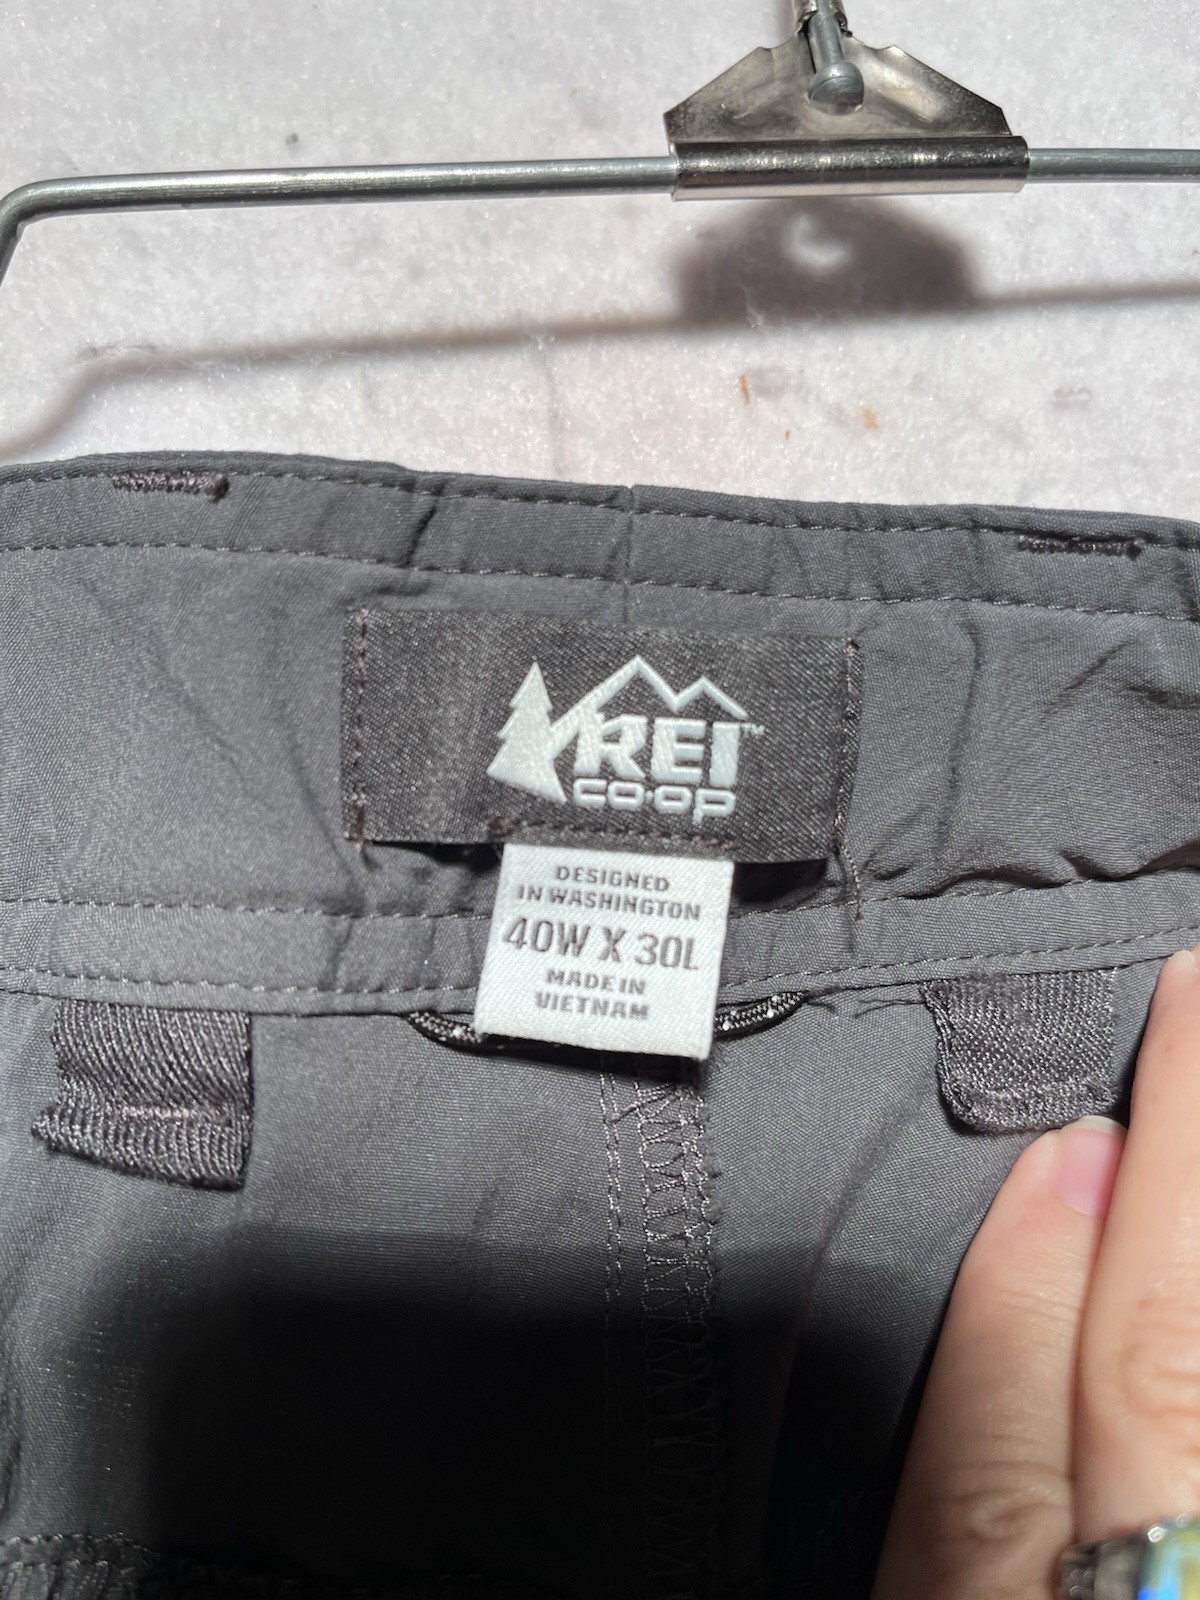 REI™
CO·OP
DESIGNED
IN WASHINGTON
40W X 30L
MADE IN
VIETNAM